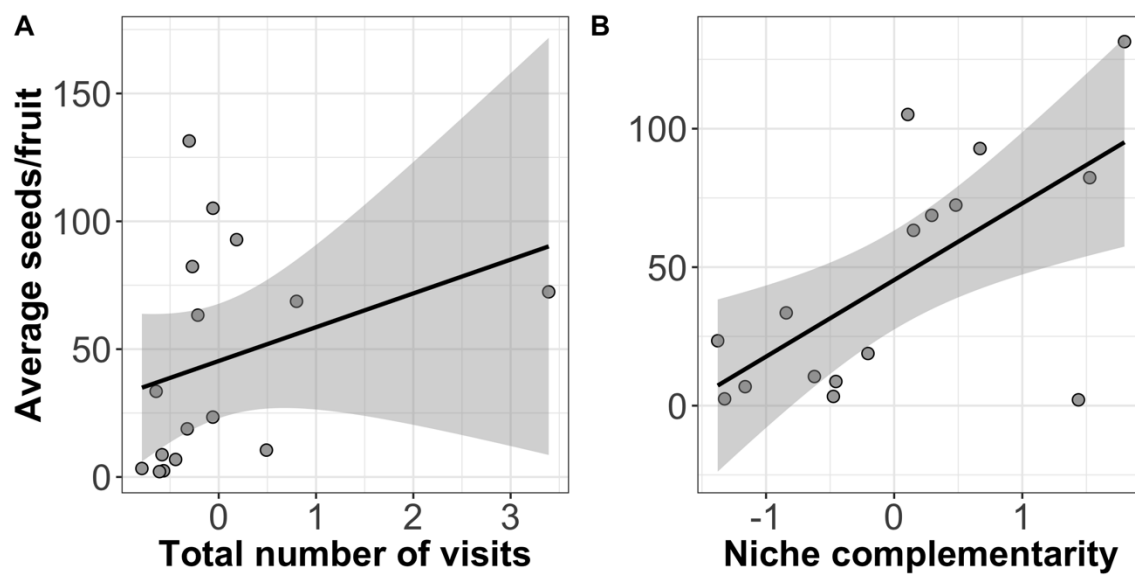 A
B
Average seeds/fruit
150
100
50
0
0 1 2 3
Total number of visits
100
50
0
-1 0 1
Niche complementarity